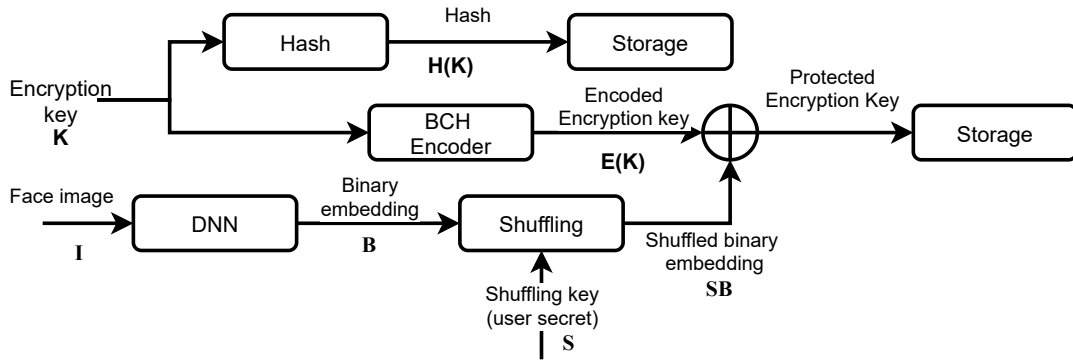 Hash
Hash
H(K)
Storage
Encryption
key
K
BCH
Encoder
Encoded
Encryption key
E(K)
Protected
Encryption Key
Storage
Face image
I
DNN
Binary
embedding
B
Shuffling
Shuffled binary
embedding
SB
Shuffling key
(user secret)
S